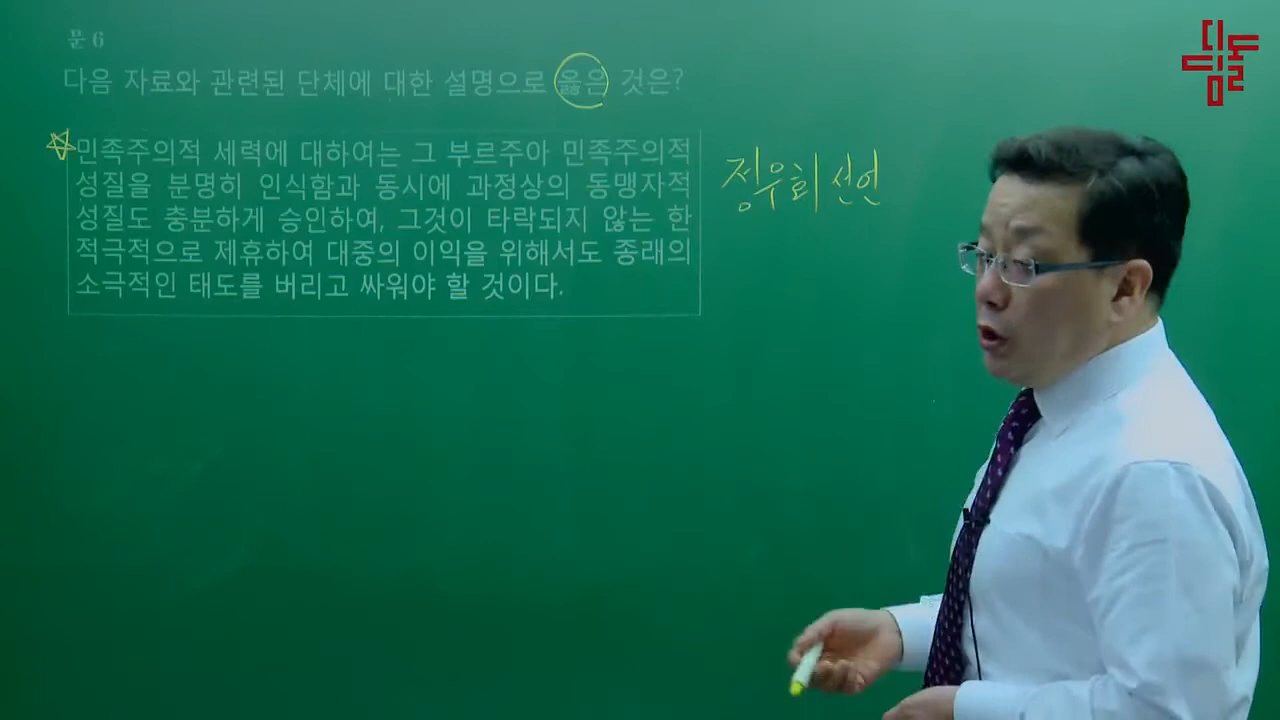 문 6
다음 자료와 관련된 단체에 대한 설명으로 옳은 것은?
민족주의적 세력에 대하여는 그 부르주아 민족주의적
성질을 분명히 인식함과 동시에 과정상의 동맹자적
성질도 충분하게 승인하여, 그것이 타락되지 않는 한
적극적으로 제휴하여 대중의 이익을 위해서도 종래의
소극적인 태도를 버리고 싸워야 할 것이다.
정우회 선언
디딤돌